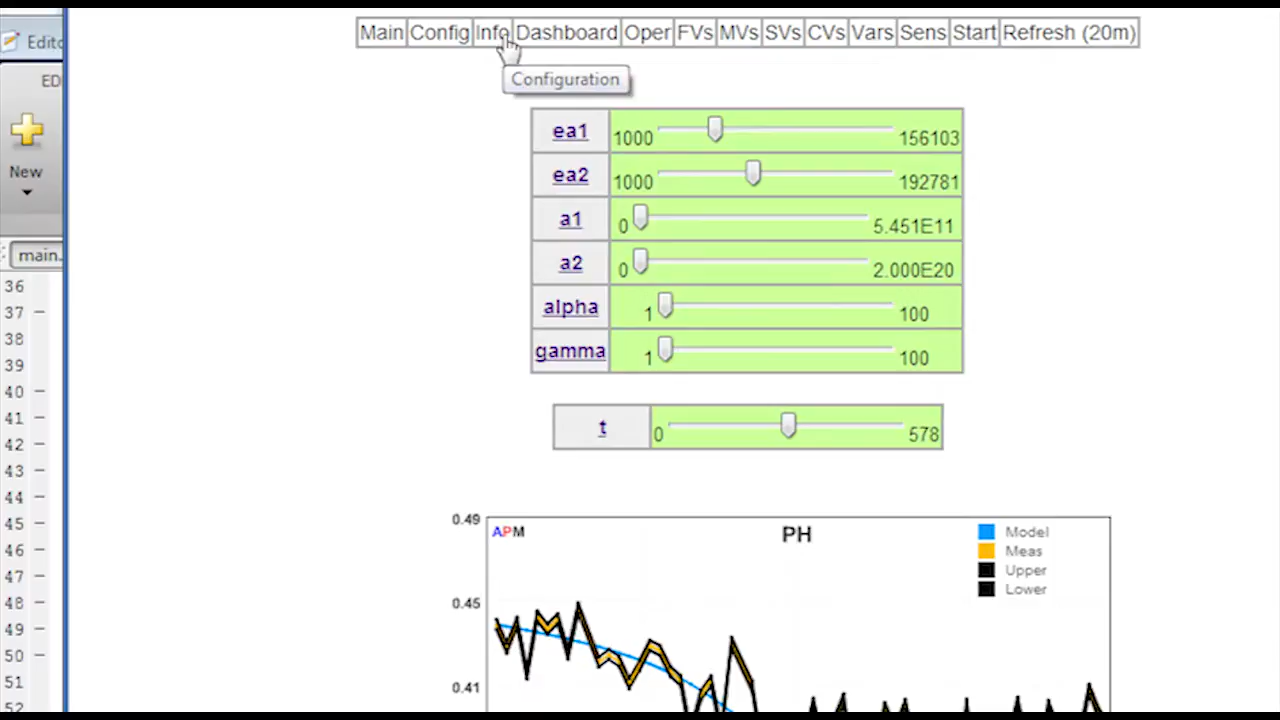 Main Config Info Dashboard Oper FVs MVs SVs CVs Vars Sens Start Refresh (20m)
Configuration
New
main.
36
37
38
39
40
41
42
43
44
45
46
47
48
49
50
51
52
ea1 1000 156103
ea2 1000 192781
a1 0 5.451E11
a2 0 2.000E20
alpha 1 100
gamma 1 100
t 0 578
APM PH
Model
Meas
Upper
Lower
0.49
0.45
0.41